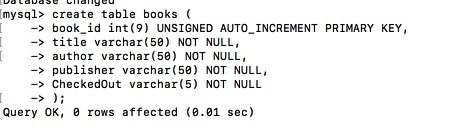 Database changed
mysql> create table books (
-> book_id int(9) UNSIGNED AUTO_INCREMENT PRIMARY KEY,
-> title varchar(50) NOT NULL,
-> author varchar(50) NOT NULL,
-> publisher varchar(50) NOT NULL,
-> CheckedOut varchar(5) NOT NULL
-> );
Query OK, 0 rows affected (0.01 sec)